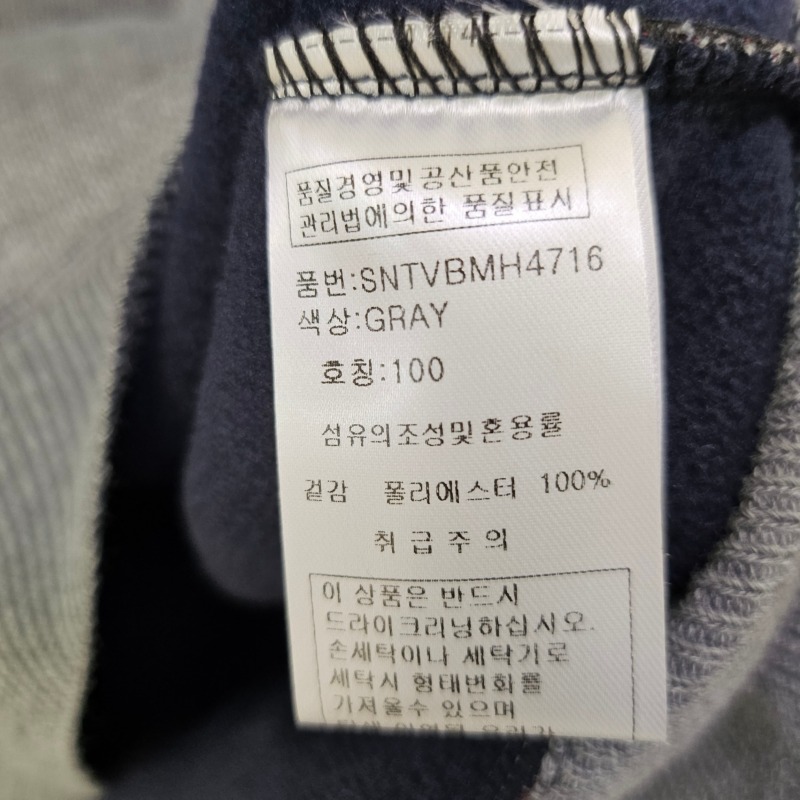 품질경영및공산품안전
관리법에의한 품질표시
품번:SNTVBMH4716
색상:GRAY
호칭:100
섬유의조성및혼용률
겉감 폴리에스터 100%
취급주의
이 상품은 반드시
드라이크리닝하십시오.
손세탁이나 세탁기로
세탁시 형태변화를
가져올수 있으며